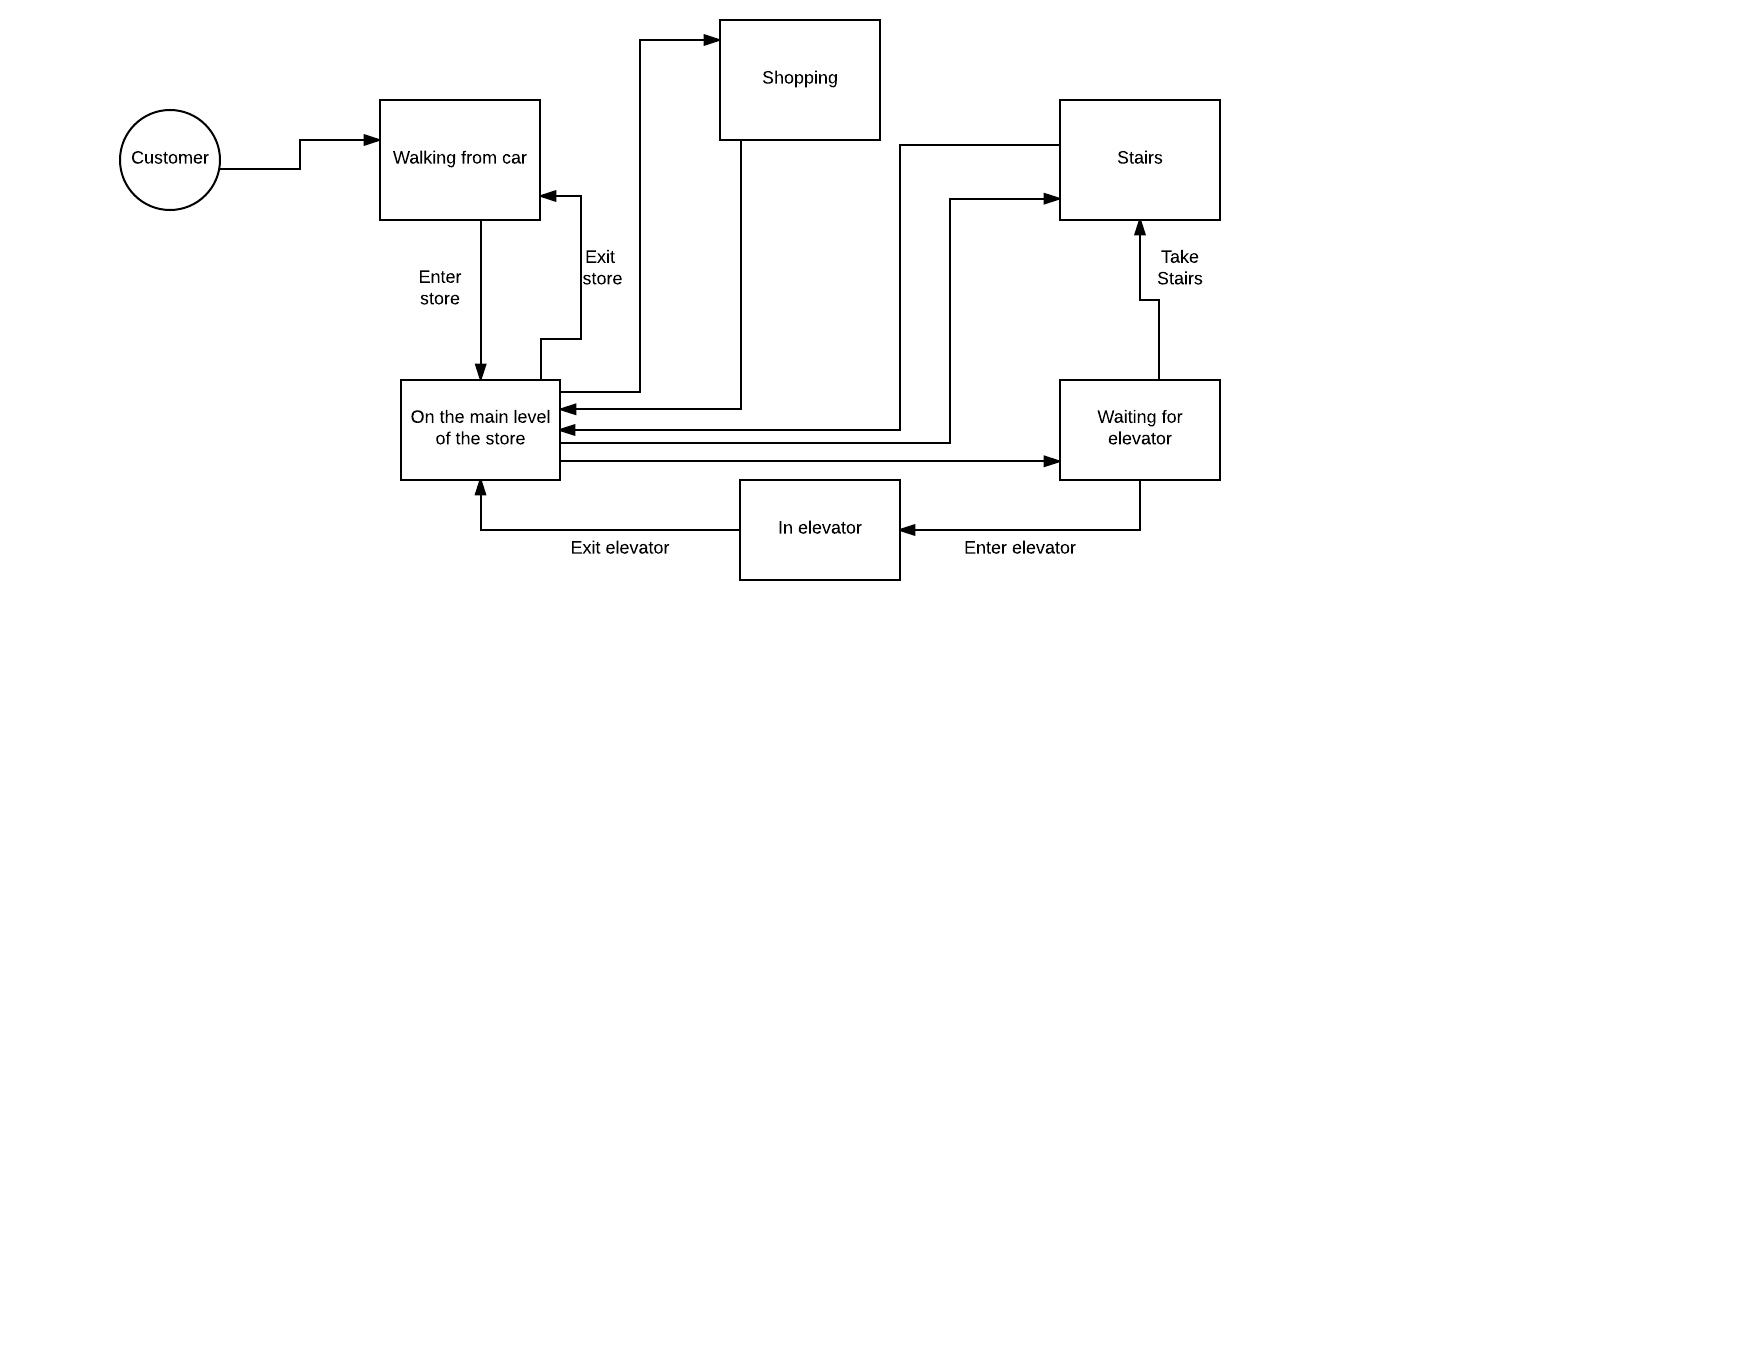 Shopping
Customer
Walking from car
Stairs
Enter
store
Exit
store
Take
Stairs
On the main level
of the store
Waiting for
elevator
In elevator
Exit elevator
Enter elevator